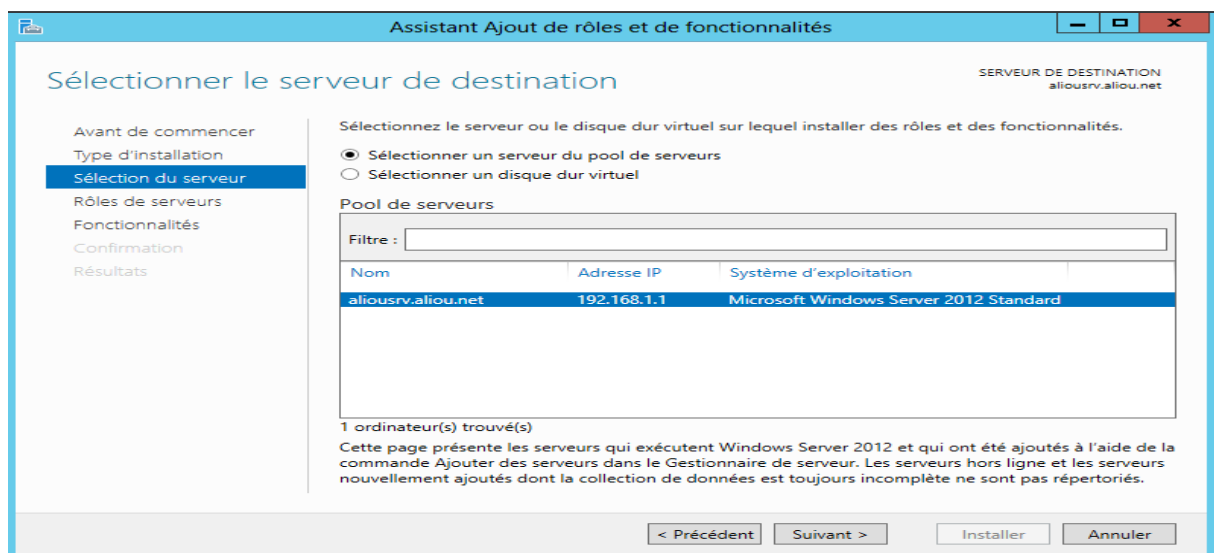 Assistant Ajout de rôles et de fonctionnalités
Sélectionner le serveur de destination
SERVEUR DE DESTINATION
aliousrv.aliou.net
Avant de commencer
Type d'installation
Sélection du serveur
Rôles de serveurs
Fonctionnalités
Confirmation
Résultats
Sélectionnez le serveur ou le disque dur virtuel sur lequel installer des rôles et des fonctionnalités.
Sélectionner un serveur du pool de serveurs
Sélectionner un disque dur virtuel
Pool de serveurs
Filtre :
Nom Adresse IP Système d'exploitation
aliousrv.aliou.net 192.168.1.1 Microsoft Windows Server 2012 Standard
1 ordinateur(s) trouvé(s)
Cette page présente les serveurs qui exécutent Windows Server 2012 et qui ont été ajoutés à l'aide de la
commande Ajouter des serveurs dans le Gestionnaire de serveur. Les serveurs hors ligne et les serveurs
nouvellement ajoutés dont la collection de données est toujours incomplète ne sont pas répertoriés.
< Précédent Suivant > Installer Annuler